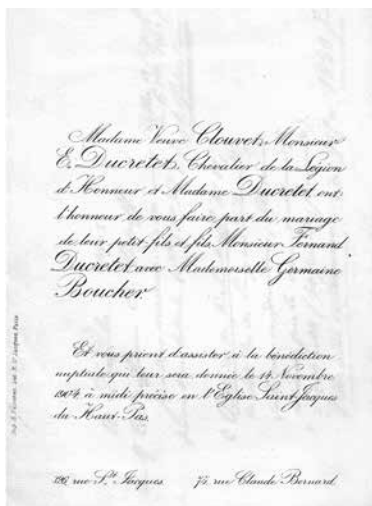 Madame Veuve Clouvet, Monsieur
E. Ducretet, Chevalier de la Légion
d'Honneur et Madame Ducretet ont
l'honneur de vous faire part du mariage
de leur petit-fils et fils Monsieur Fernand
Ducretet avec Mademoiselle Germaine
Boucher.
Et vous prient d'assister à la bénédiction
nuptiale qui leur sera donnée le 14 Novembre
1904 à midi précise en l'Eglise Saint Jacques
du Haut-Pas.
rue St. Jacques
75, rue Claude Bernard.